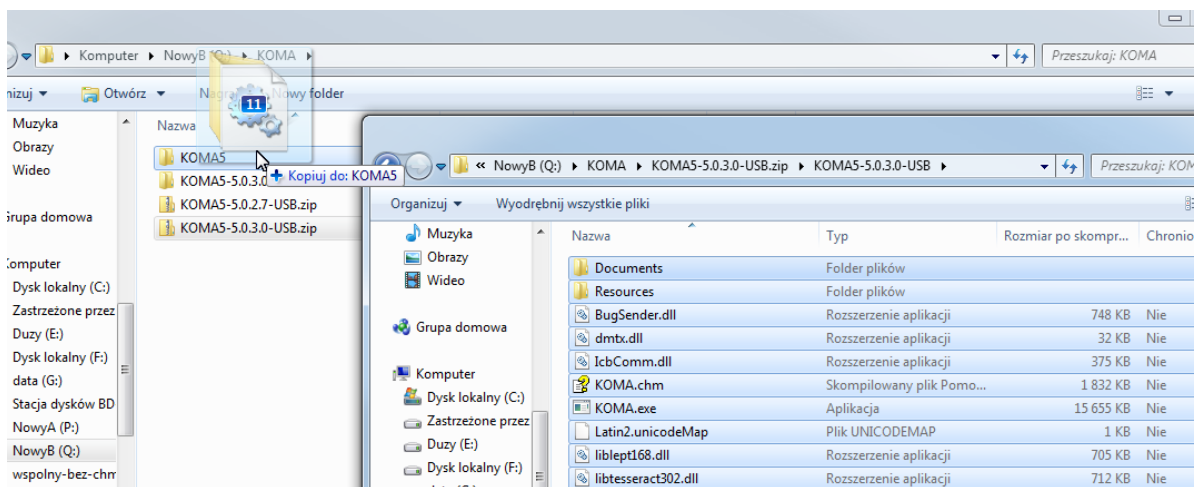 Komputer NowyB (Q:) KOMA Przeszukaj: KOMA
nizuj Otwórz Nowy folder
Muzyka
Obrazy
Wideo
Grupa domowa
Komputer
Dysk lokalny (C:)
Zastrzeżone przez
Duzy (E:)
Dysk lokalny (F:)
data (G:)
Stacja dysków BD
NowyA (P:)
NowyB (Q:)
wspolny-bez-chm
Nazwa
KOMA5
KOMA5-5.0.3.0
KOMA5-5.0.2.7-USB.zip
KOMA5-5.0.3.0-USB.zip
11
Kopiuj do: KOMA5
« NowyB (Q:) KOMA KOMA5-5.0.3.0-USB.zip KOMA5-5.0.3.0-USB Przeszukaj: KOM
Organizuj Wyodrębnij wszystkie pliki
Muzyka
Obrazy
Wideo
Grupa domowa
Komputer
Dysk lokalny (C:)
Zastrzeżone przez
Duzy (E:)
Dysk lokalny (F:)
Nazwa Typ Rozmiar po skompr... Chronio
Documents Folder plików
Resources Folder plików
BugSender.dll Rozszerzenie aplikacji 748 KB Nie
dmtx.dll Rozszerzenie aplikacji 32 KB Nie
IcbComm.dll Rozszerzenie aplikacji 375 KB Nie
KOMA.chm Skompilowany plik Pomo... 1 832 KB Nie
KOMA.exe Aplikacja 15 655 KB Nie
Latin2.unicodeMap Plik UNICODEMAP 1 KB Nie
liblept168.dll Rozszerzenie aplikacji 705 KB Nie
libtesseract302.dll Rozszerzenie aplikacji 712 KB Nie